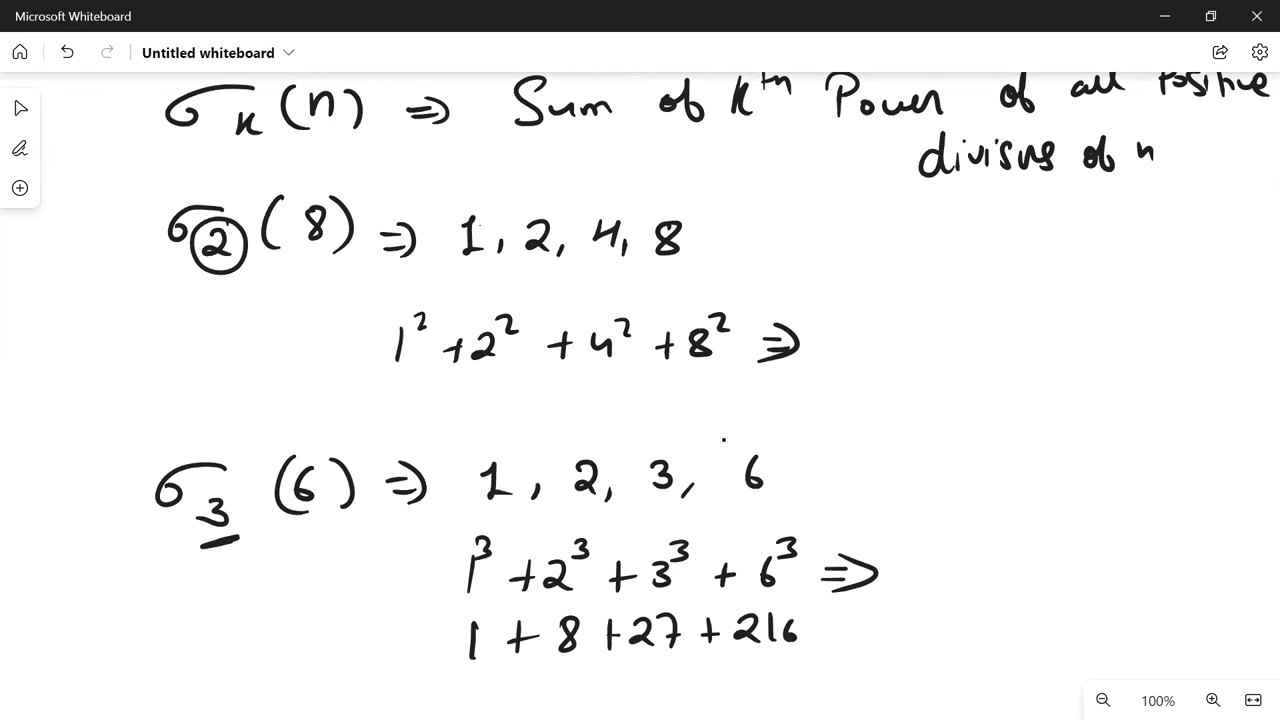 Microsoft Whiteboard
Untitled whiteboard
σₖ(n) ⇒ Sum of kᵗʰ Power of all Positive
divisors of n
σ₂(8) ⇒ 1, 2, 4, 8
1² + 2² + 4² + 8² ⇒
σ₃(6) ⇒ 1, 2, 3, 6
1³ + 2³ + 3³ + 6³ ⇒
1 + 8 + 27 + 216
100%